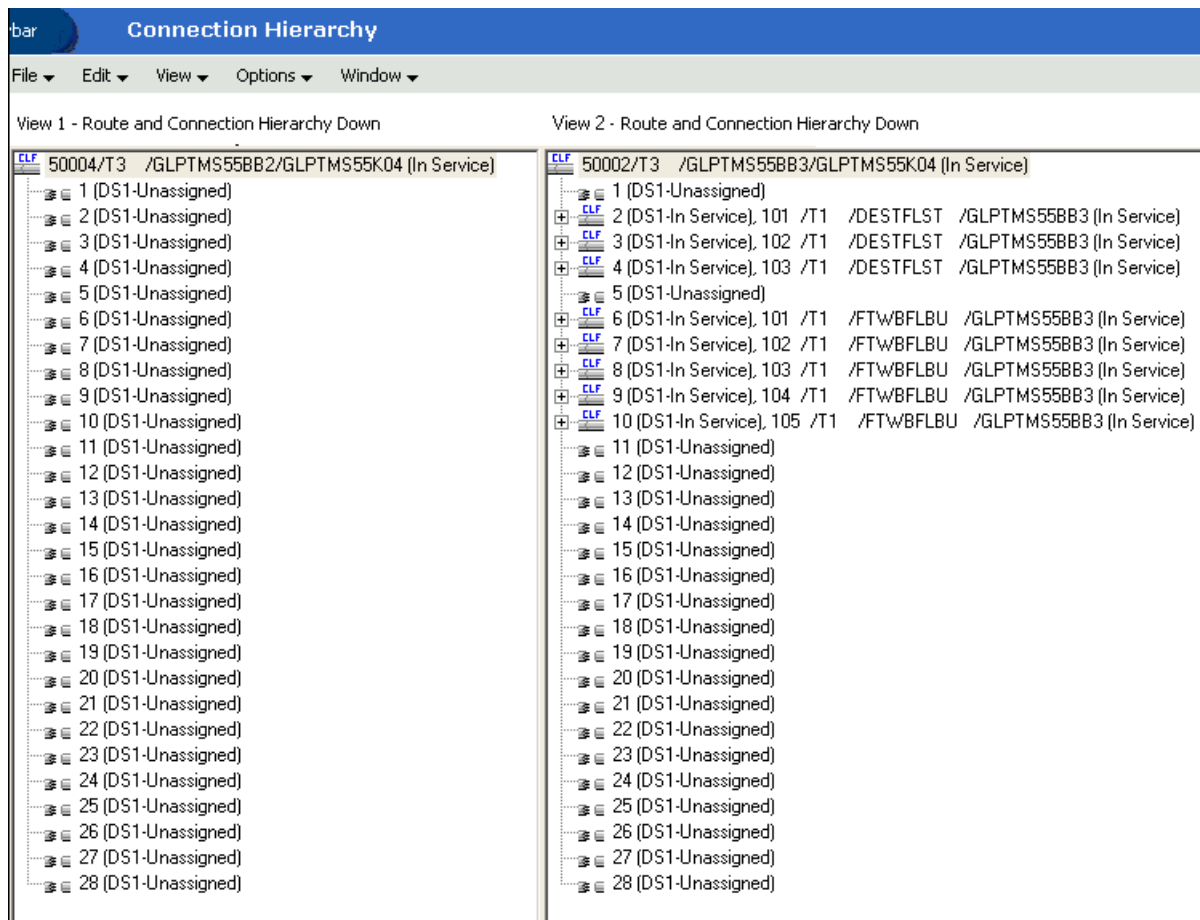 bar
Connection Hierarchy
File Edit View Options Window
View 1 - Route and Connection Hierarchy Down
CLF 50004/T3 /GLPTMS55BB2/GLPTMS55K04 (In Service)
1 (DS1-Unassigned)
2 (DS1-Unassigned)
3 (DS1-Unassigned)
4 (DS1-Unassigned)
5 (DS1-Unassigned)
6 (DS1-Unassigned)
7 (DS1-Unassigned)
8 (DS1-Unassigned)
9 (DS1-Unassigned)
10 (DS1-Unassigned)
11 (DS1-Unassigned)
12 (DS1-Unassigned)
13 (DS1-Unassigned)
14 (DS1-Unassigned)
15 (DS1-Unassigned)
16 (DS1-Unassigned)
17 (DS1-Unassigned)
18 (DS1-Unassigned)
19 (DS1-Unassigned)
20 (DS1-Unassigned)
21 (DS1-Unassigned)
22 (DS1-Unassigned)
23 (DS1-Unassigned)
24 (DS1-Unassigned)
25 (DS1-Unassigned)
26 (DS1-Unassigned)
27 (DS1-Unassigned)
28 (DS1-Unassigned)
View 2 - Route and Connection Hierarchy Down
CLF 50002/T3 /GLPTMS55BB3/GLPTMS55K04 (In Service)
1 (DS1-Unassigned)
CLF 2 (DS1-In Service), 101 /T1 /DESTFLST /GLPTMS55BB3 (In Service)
CLF 3 (DS1-In Service), 102 /T1 /DESTFLST /GLPTMS55BB3 (In Service)
CLF 4 (DS1-In Service), 103 /T1 /DESTFLST /GLPTMS55BB3 (In Service)
5 (DS1-Unassigned)
CLF 6 (DS1-In Service), 101 /T1 /FTWBFLBU /GLPTMS55BB3 (In Service)
CLF 7 (DS1-In Service), 102 /T1 /FTWBFLBU /GLPTMS55BB3 (In Service)
CLF 8 (DS1-In Service), 103 /T1 /FTWBFLBU /GLPTMS55BB3 (In Service)
CLF 9 (DS1-In Service), 104 /T1 /FTWBFLBU /GLPTMS55BB3 (In Service)
CLF 10 (DS1-In Service), 105 /T1 /FTWBFLBU /GLPTMS55BB3 (In Service)
11 (DS1-Unassigned)
12 (DS1-Unassigned)
13 (DS1-Unassigned)
14 (DS1-Unassigned)
15 (DS1-Unassigned)
16 (DS1-Unassigned)
17 (DS1-Unassigned)
18 (DS1-Unassigned)
19 (DS1-Unassigned)
20 (DS1-Unassigned)
21 (DS1-Unassigned)
22 (DS1-Unassigned)
23 (DS1-Unassigned)
24 (DS1-Unassigned)
25 (DS1-Unassigned)
26 (DS1-Unassigned)
27 (DS1-Unassigned)
28 (DS1-Unassigned)